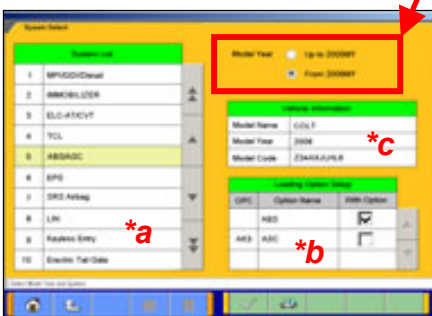 System Select
System List
Model Year
Up to 2008MY
From 2008MY
1 MPI/GDI/Diesel
2 IMMOBILIZER
3 ELC-AT/CVT
4 TCL
5 ABS/ASC
6 EPS
7 SRS Airbag
8 LIN
9 Keyless Entry
10 Electric Tail Gate
*a
Vehicle Information
Model Name COLT
Model Year 2008
Model Code
*c
Loading Option Setup
OPC Option Name With Option
ABS
ASC
*b